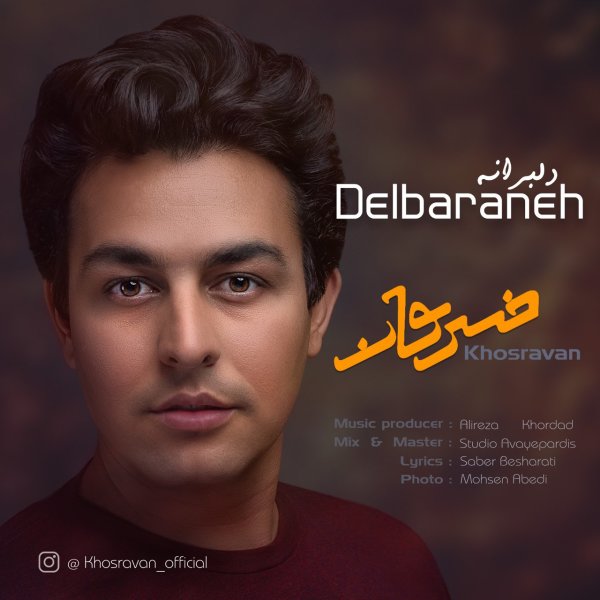 دلبرانه
Delbaraneh
خسروان
Khosravan
Music producer : Alireza Khordad
Mix & Master : Studio Avayepardis
Lyrics : Saber Besharati
Photo : Mohsen Abedi
@ Khosravan_official